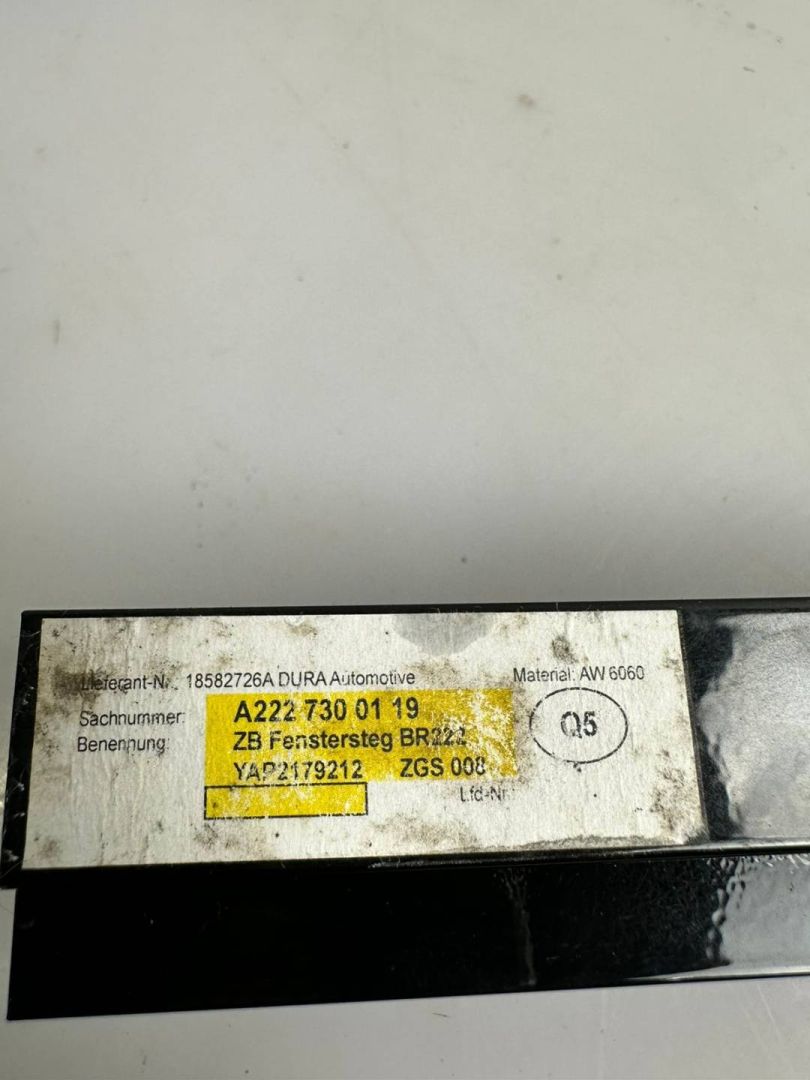 Lieferant-Nr. 18582726A DURA Automotive Material: AW 6060
Sachnummer: A222 730 01 19
Q5
Benennung: ZB Fenstersteg BR222
YAP2179212 ZGS 008
Lfd-Nr